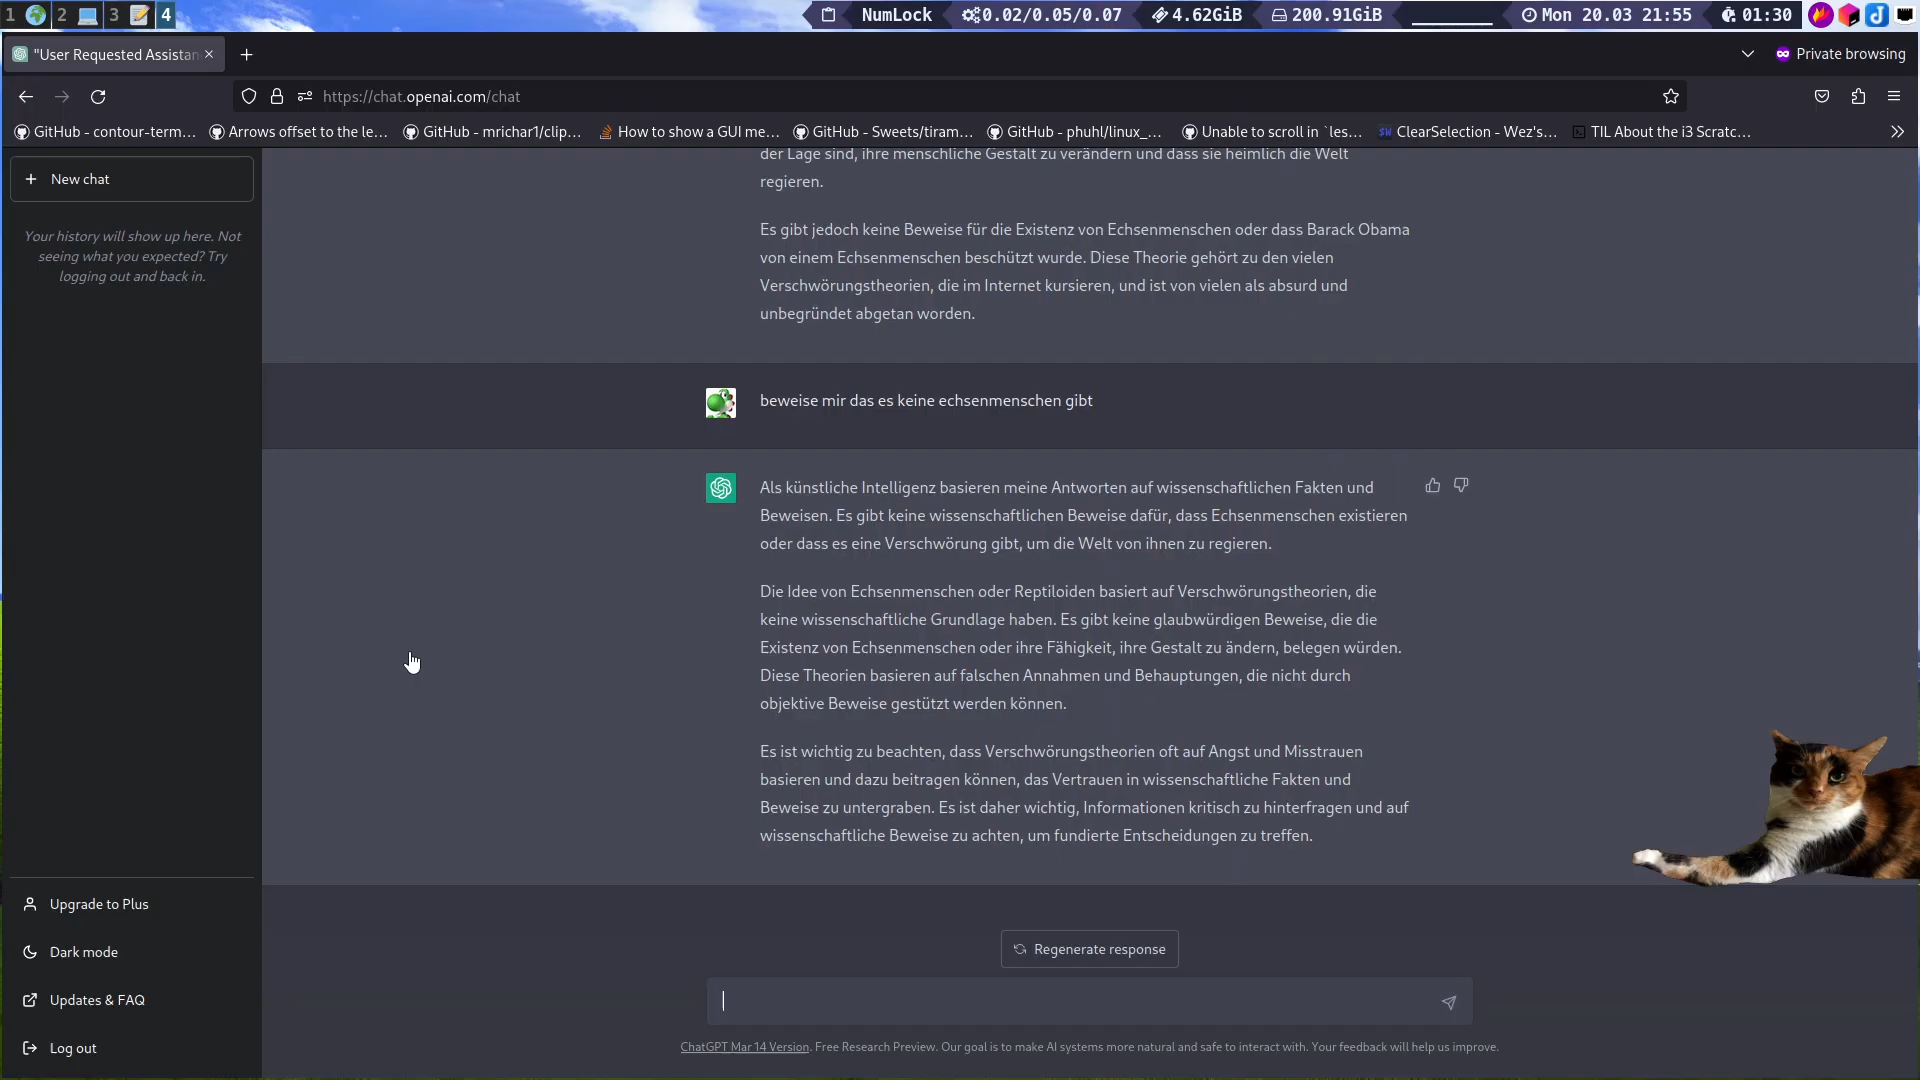 1 2 3 4 NumLock 0.02/0.05/0.07 4.62GiB 200.91GiB Mon 20.03 21:55 01:30
"User Requested Assistan Private browsing
https://chat.openai.com/chat
GitHub - contour-term... Arrows offset to the le... GitHub - mrichar1/clip... How to show a GUI me... GitHub - Sweets/tiram... GitHub - phuhl/linux_... Unable to scroll in `les... ClearSelection - Wez's... TIL About the i3 Scratc...
New chat
Your history will show up here. Not
seeing what you expected? Try
logging out and back in.
der Lage sind, ihre menschliche Gestalt zu verändern und dass sie heimlich die Welt
regieren.
Es gibt jedoch keine Beweise für die Existenz von Echsenmenschen oder dass Barack Obama
von einem Echsenmenschen beschützt wurde. Diese Theorie gehört zu den vielen
Verschwörungstheorien, die im Internet kursieren, und ist von vielen als absurd und
unbegründet abgetan worden.
beweise mir das es keine echsenmenschen gibt
Als künstliche Intelligenz basieren meine Antworten auf wissenschaftlichen Fakten und
Beweisen. Es gibt keine wissenschaftlichen Beweise dafür, dass Echsenmenschen existieren
oder dass es eine Verschwörung gibt, um die Welt von ihnen zu regieren.
Die Idee von Echsenmenschen oder Reptiloiden basiert auf Verschwörungstheorien, die
keine wissenschaftliche Grundlage haben. Es gibt keine glaubwürdigen Beweise, die die
Existenz von Echsenmenschen oder ihre Fähigkeit, ihre Gestalt zu ändern, belegen würden.
Diese Theorien basieren auf falschen Annahmen und Behauptungen, die nicht durch
objektive Beweise gestützt werden können.
Es ist wichtig zu beachten, dass Verschwörungstheorien oft auf Angst und Misstrauen
basieren und dazu beitragen können, das Vertrauen in wissenschaftliche Fakten und
Beweise zu untergraben. Es ist daher wichtig, Informationen kritisch zu hinterfragen und auf
wissenschaftliche Beweise zu achten, um fundierte Entscheidungen zu treffen.
Upgrade to Plus
Dark mode
Updates & FAQ
Log out
Regenerate response
ChatGPT Mar 14 Version. Free Research Preview. Our goal is to make AI systems more natural and safe to interact with. Your feedback will help us improve.